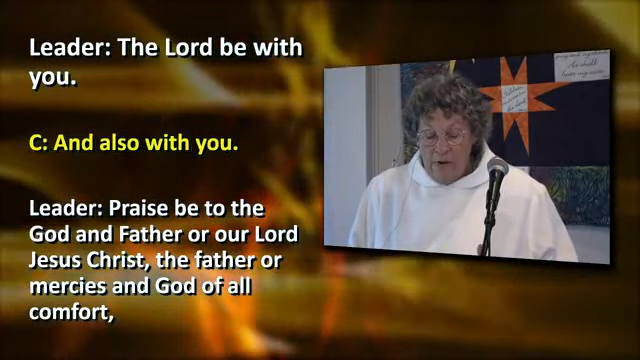 Leader: The Lord be with
you.
C: And also with you.
Leader: Praise be to the
God and Father or our Lord
Jesus Christ, the father or
mercies and God of all
comfort,